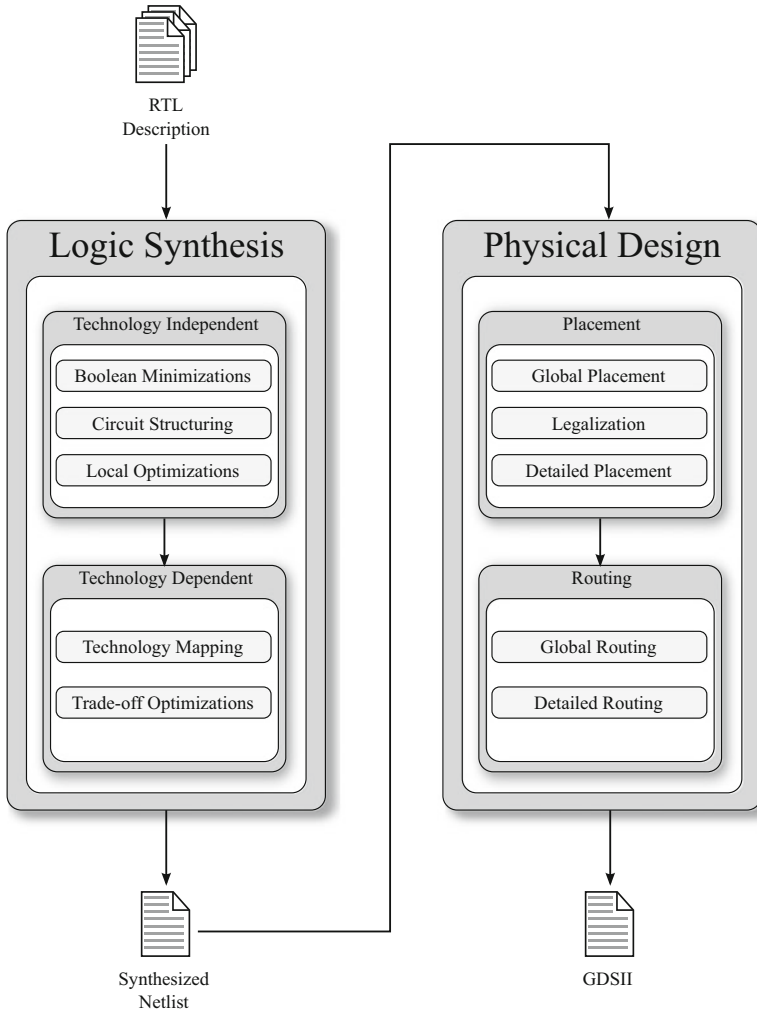 RTL
Description
Logic Synthesis
Technology Independent
Boolean Minimizations
Circuit Structuring
Local Optimizations
Technology Dependent
Technology Mapping
Trade-off Optimizations
Synthesized
Netlist
Physical Design
Placement
Global Placement
Legalization
Detailed Placement
Routing
Global Routing
Detailed Routing
GDSII